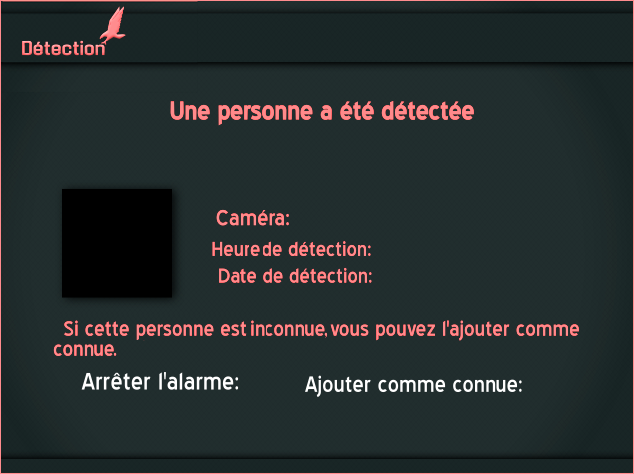 Détection
Une personne a été détectée
Caméra:
Heure de détection:
Date de détection:
Si cette personne est inconnue, vous pouvez l'ajouter comme
connue.
Arrêter l'alarme:
Ajouter comme connue: